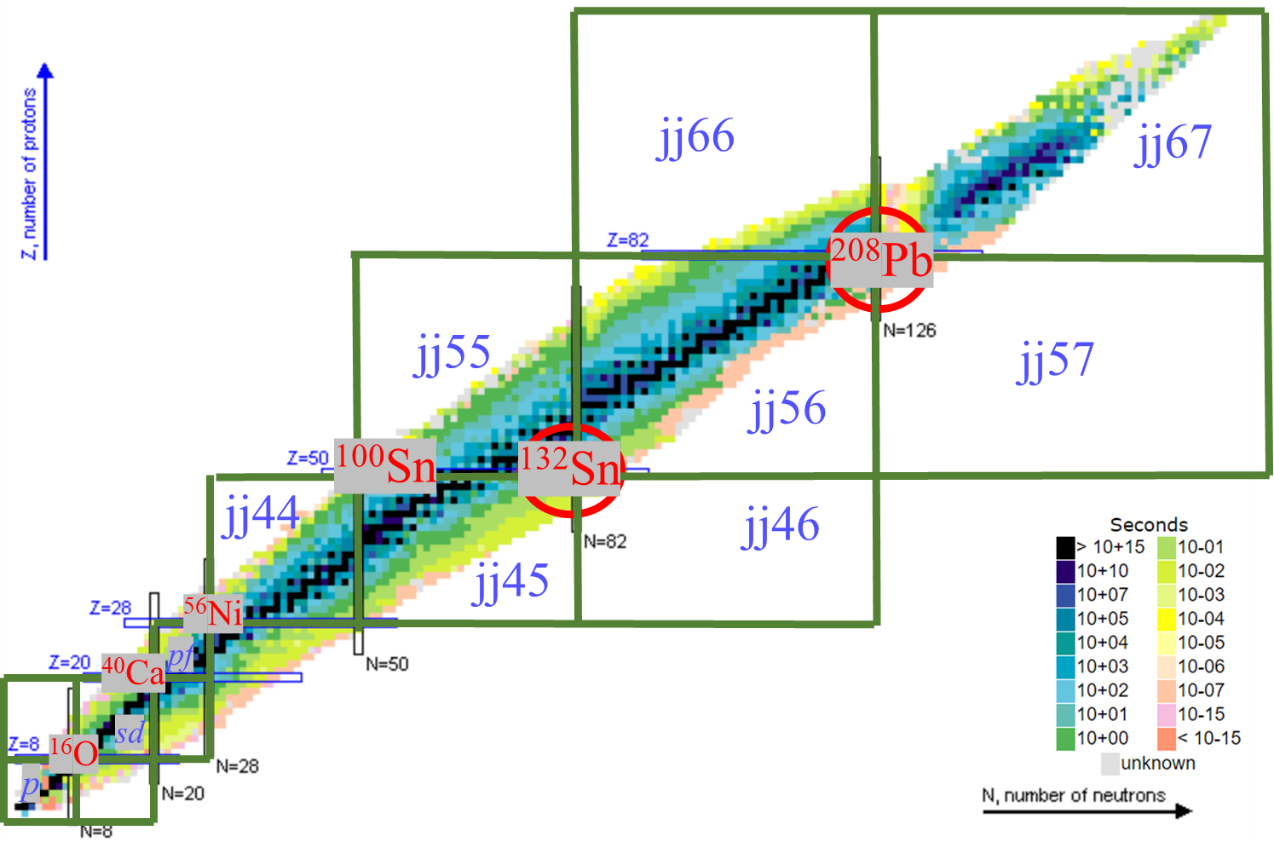 Z, number of protons
jj66
jj67
Z=82
²⁰⁸Pb
N=126
jj55
jj57
jj56
Z=50
¹⁰⁰Sn
¹³²Sn
jj44
jj46
N=82
jj45
Z=28
⁵⁶Ni
N=50
Z=20
⁴⁰Ca
pf
sd
Z=8
¹⁶O
N=28
p
N=20
N=8
Seconds
> 10+15 10-01
10+10 10-02
10+07 10-03
10+05 10-04
10+04 10-05
10+03 10-06
10+02 10-07
10+01 10-15
10+00 < 10-15
unknown
N, number of neutrons